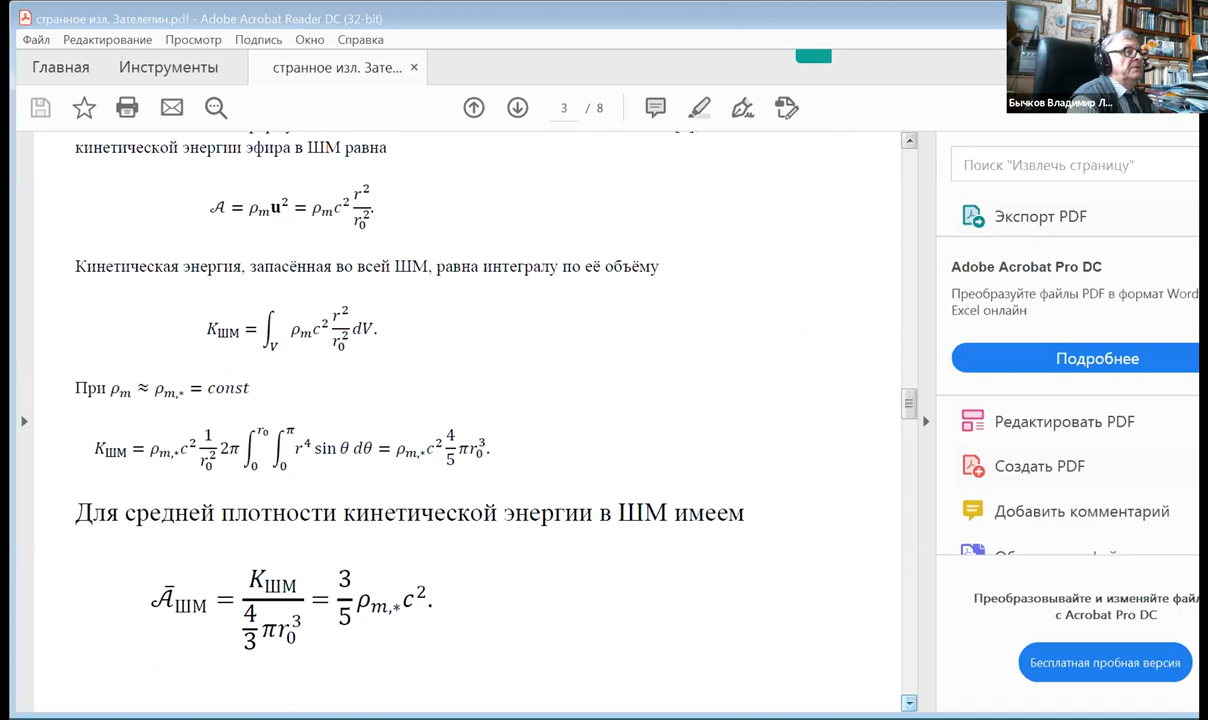 странное изл. Зателепин.pdf - Adobe Acrobat Reader DC (32-bit)
Файл Редактирование Просмотр Подпись Окно Справка
Главная Инструменты странное изл. Зате... ×
3 / 8
Бычков Владимир Л...
кинетической энергии эфира в ШМ равна
𝒜 = ρ_m u² = ρ_m c² r²/r₀².
Кинетическая энергия, запасённая во всей ШМ, равна интегралу по её объёму
K_ШМ = ∫_V ρ_m c² r²/r₀² dV.
При ρ_m ≈ ρ_{m,*} = const
K_ШМ = ρ_{m,*} c² 1/r₀² 2π ∫₀^{r₀} ∫₀^π r⁴ sin θ dθ = ρ_{m,*} c² 4/5 π r₀³.
Для средней плотности кинетической энергии в ШМ имеем
𝒜̄_ШМ = K_ШМ / (4/3 π r₀³) = 3/5 ρ_{m,*} c².
Поиск "Извлечь страницу"
Экспорт PDF
Adobe Acrobat Pro DC
Преобразуйте файлы PDF в формат Word
Excel онлайн
Подробнее
Редактировать PDF
Создать PDF
Добавить комментарий
Преобразовывайте и изменяйте
с Acrobat Pro DC
Бесплатная пробная версия